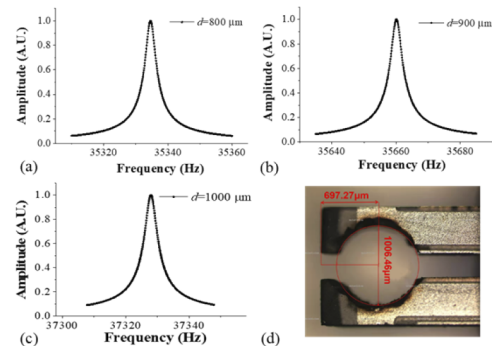 Amplitude (A.U.)
1.0
0.8
0.6
0.4
0.2
0.0
d=800 μm
35320 35340 35360
Frequency (Hz)
(a)
Amplitude (A.U.)
1.0
0.8
0.6
0.4
0.2
0.0
d=900 μm
35640 35660 35680
Frequency (Hz)
(b)
Amplitude (A.U.)
1.0
0.8
0.6
0.4
0.2
0.0
d=1000 μm
37300 37320 37340
Frequency (Hz)
(c)
697.27μm
1006.46μm
(d)